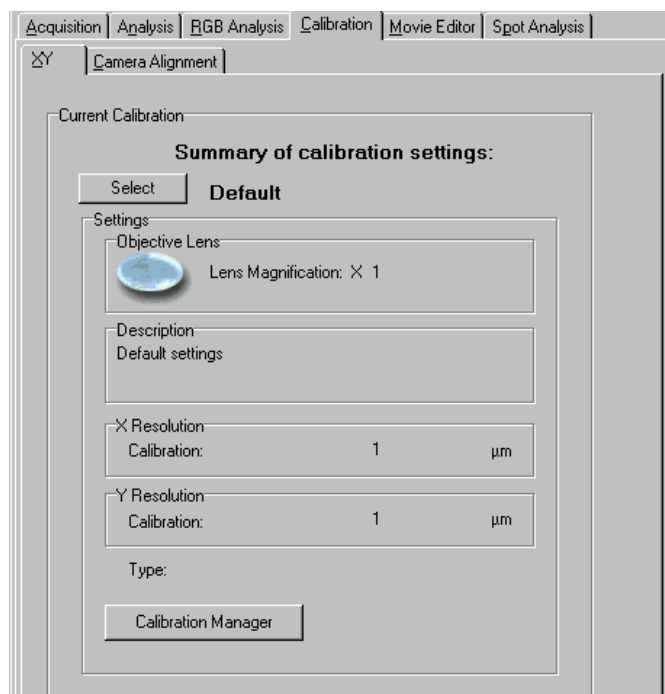 Acquisition Analysis RGB Analysis Calibration Movie Editor Spot Analysis
XY Camera Alignment
Current Calibration
Summary of calibration settings:
Select Default
Settings
Objective Lens
Lens Magnification: X 1
Description
Default settings
X Resolution
Calibration: 1 µm
Y Resolution
Calibration: 1 µm
Type:
Calibration Manager